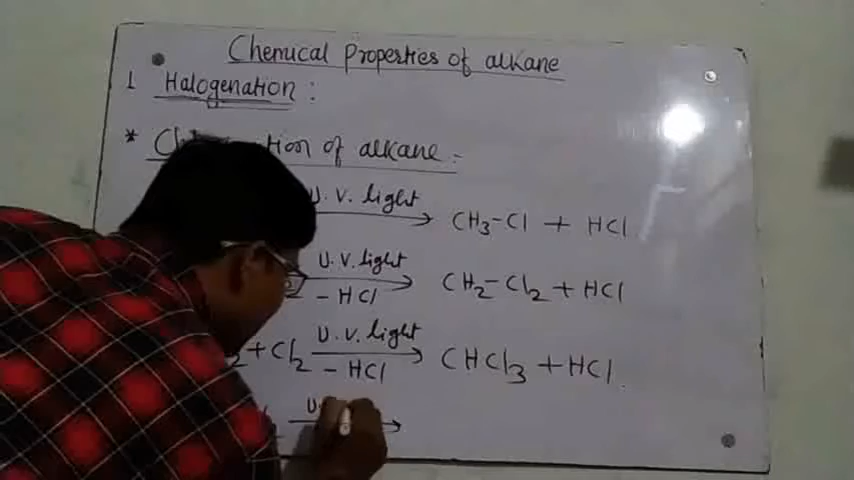 Chemical Properties of alkane
1 Halogenation :
* of alkane :-
U.V. light
CH3-Cl + HCl
U.V. light
- HCl
CH2-Cl2 + HCl
+ Cl2
U.V. light
- HCl
CHCl3 + HCl